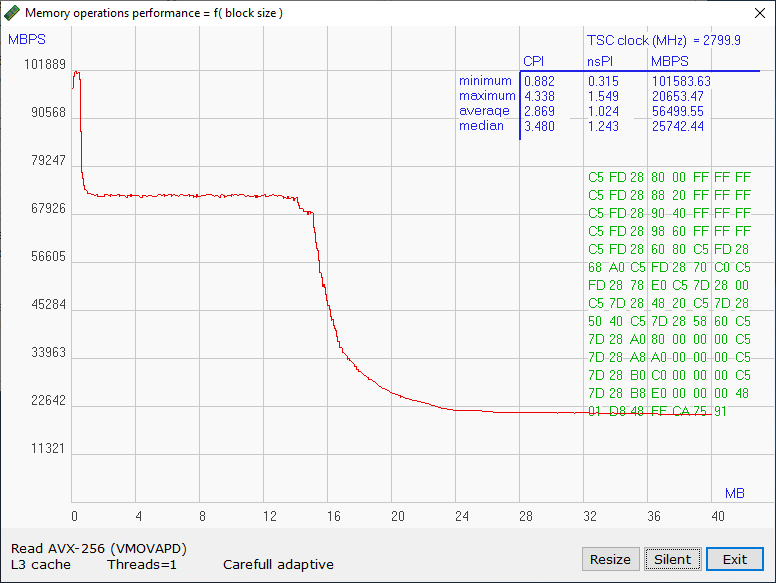 Memory operations performance = f( block size )
MBPS
TSC clock (MHz) = 2799.9
CPI nsPI MBPS
minimum 0.882 0.315 101583.63
maximum 4.338 1.549 20653.47
average 2.869 1.024 56499.55
median 3.480 1.243 25742.44
101889
90568
79247
67926
56605
45284
33963
22642
11321
C5 FD 28 80 00 FF FF FF
C5 FD 28 88 20 FF FF FF
C5 FD 28 90 40 FF FF FF
C5 FD 28 98 60 FF FF FF
C5 FD 28 60 80 C5 FD 28
68 A0 C5 FD 28 70 C0 C5
FD 28 78 E0 C5 7D 28 00
C5 7D 28 48 20 C5 7D 28
50 40 C5 7D 28 58 60 C5
7D 28 A0 80 00 00 00 C5
7D 28 A8 A0 00 00 00 C5
7D 28 B0 C0 00 00 00 C5
7D 28 B8 E0 00 00 00 48
01 D8 48 FF CA 75 91
MB
0 4 8 12 16 20 24 28 32 36 40
Read AVX-256 (VMOVAPD)
L3 cache Threads=1 Carefull adaptive
Resize Silent Exit